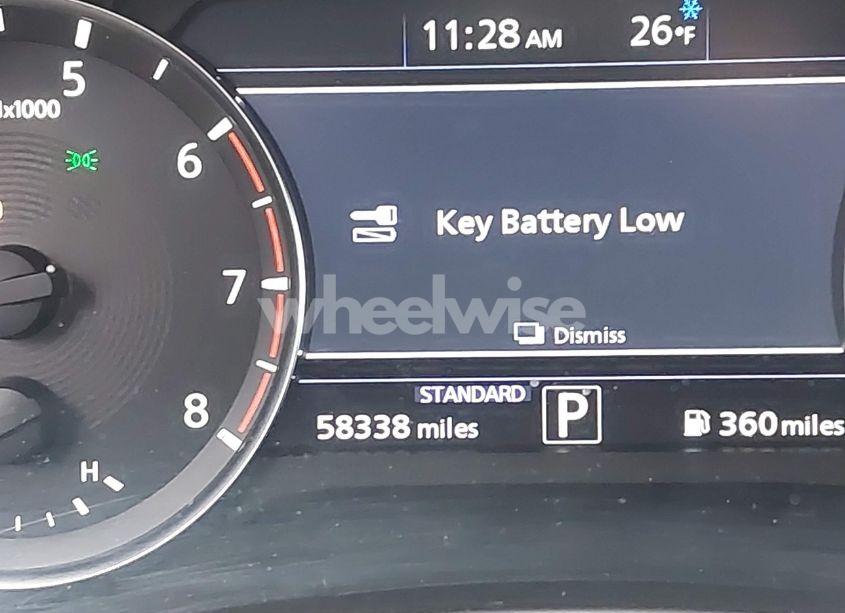 11:28 AM
26°F
5
x1000
6
Key Battery Low
7
wheelwise
Dismiss
8
STANDARD
58338 miles
P
360 miles
H